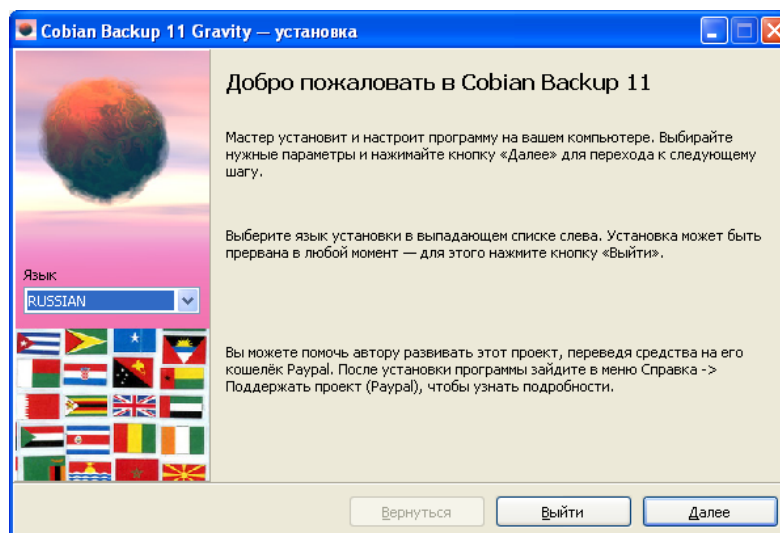 Cobian Backup 11 Gravity — установка
Добро пожаловать в Cobian Backup 11
Мастер установит и настроит программу на вашем компьютере. Выбирайте
нужные параметры и нажимайте кнопку «Далее» для перехода к следующему
шагу.
Выберите язык установки в выпадающем списке слева. Установка может быть
прервана в любой момент — для этого нажмите кнопку «Выйти».
Язык
RUSSIAN
Вы можете помочь автору развивать этот проект, переведя средства на его
кошелёк Paypal. После установки программы зайдите в меню Справка ->
Поддержать проект (Paypal), чтобы узнать подробности.
Вернуться
Выйти
Далее